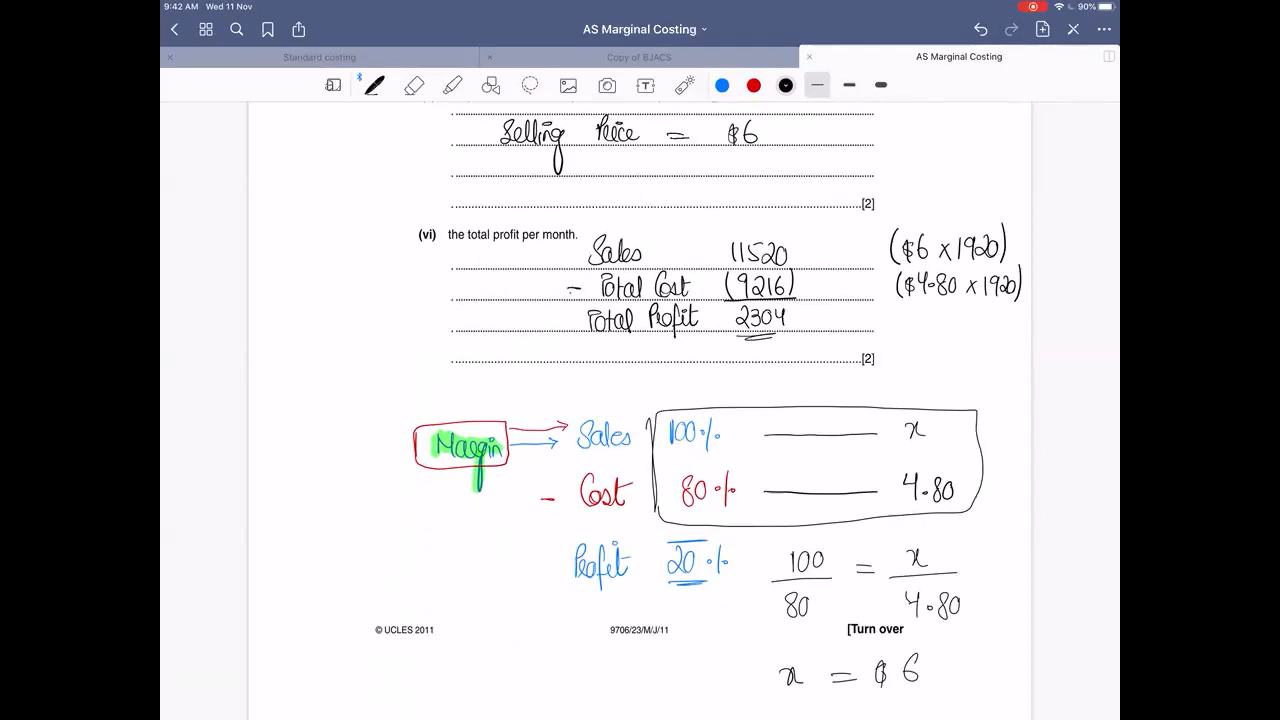 9:42 AM Wed 11 Nov
90%
AS Marginal Costing
Standard costing
Copy of BJACS
AS Marginal Costing
Selling Price = $6
[2]
(vi) the total profit per month.
Sales 11520 ($6 x 1920)
- Total Cost (9216) ($4.80 x 1920)
Total Profit 2304
[2]
Margin Sales 100% x
- Cost 80% 4.80
Profit 20% 100 = x
80 4.80
© UCLES 2011 9706/23/M/J/11 [Turn over
x = $6